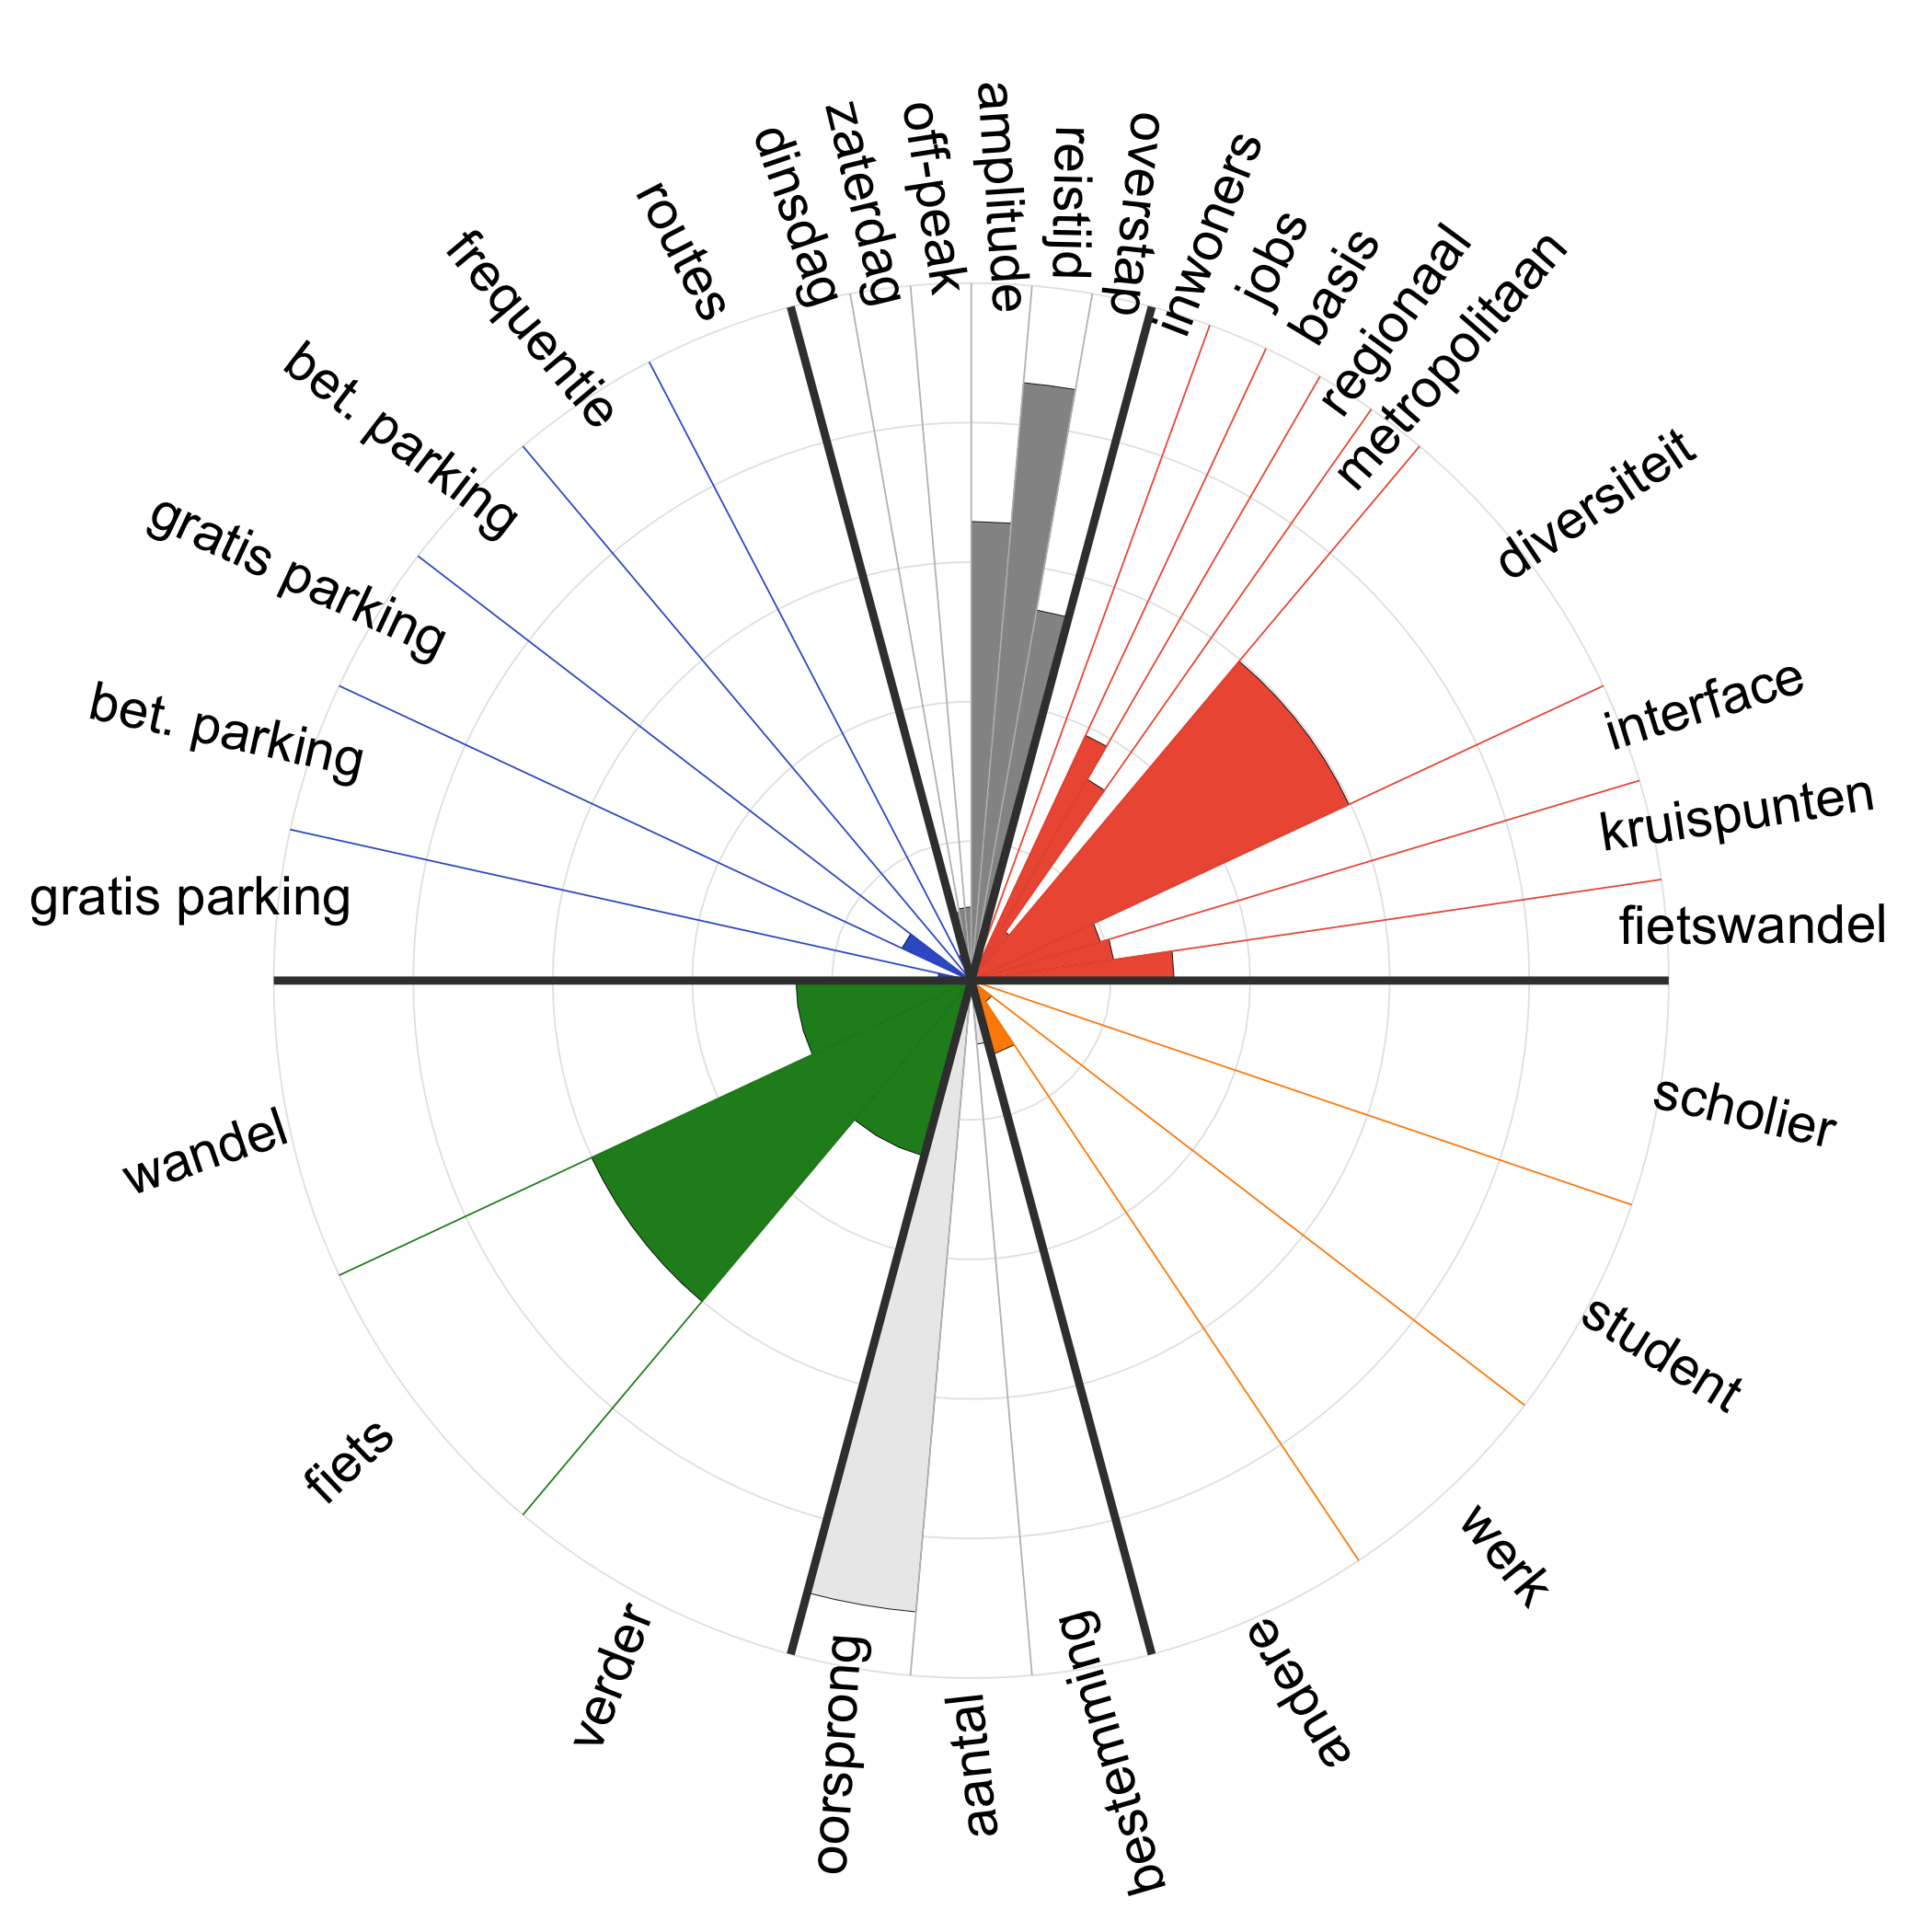 dinsdag
zaterdag
off-peak
amplitude
reistijd
overstap
inwoners
jobs
basis
regionaal
metropolitaan
diversiteit
interface
kruispunten
fietswandel
scholier
student
werk
andere
bestemming
aantal
oorsprong
verder
fiets
wandel
gratis parking
bet. parking
gratis parking
bet. parking
frequentie
routes